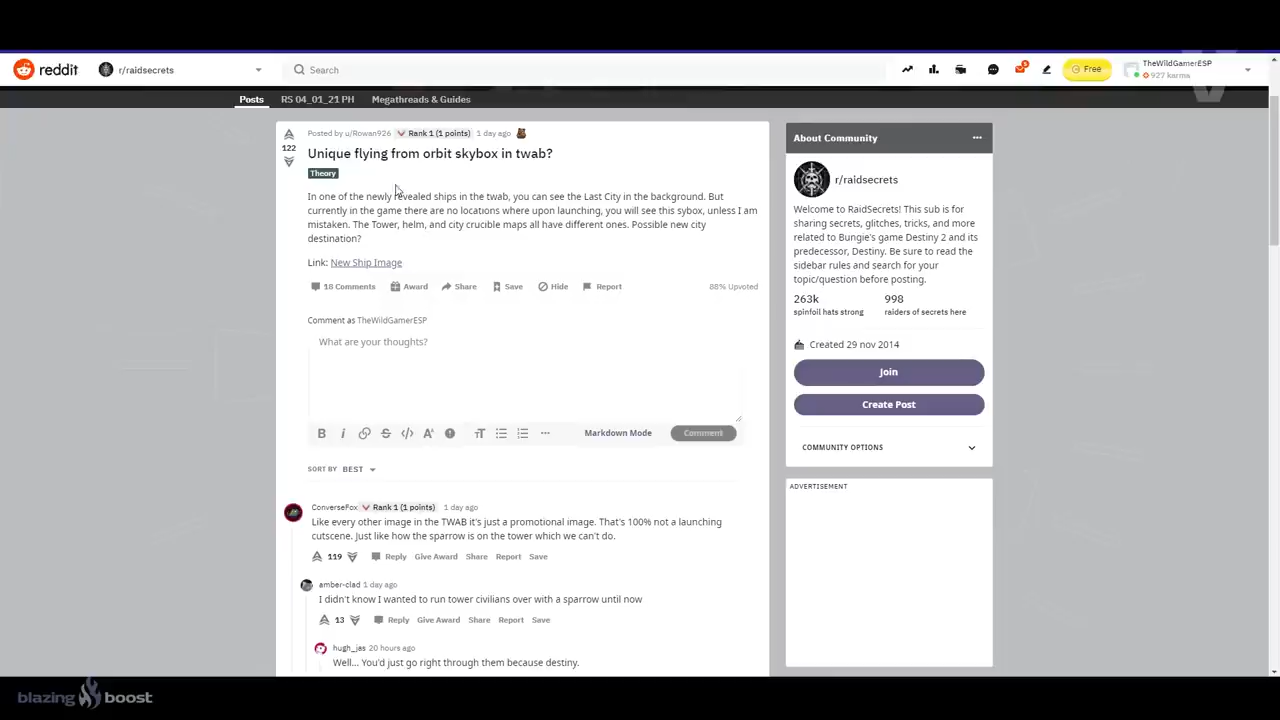 reddit
r/raidsecrets
Search
5
Free
TheWildGamerESP
927 karma
Posts
RS 04_01_21 PH
Megathreads & Guides
122
Posted by u/Rowan926
Rank 1 (1 points)
1 day ago
Unique flying from orbit skybox in twab?
Theory
In one of the newly revealed ships in the twab, you can see the Last City in the background. But
currently in the game there are no locations where upon launching, you will see this sybox, unless I am
mistaken. The Tower, helm, and city crucible maps all have different ones. Possible new city
destination?
Link: New Ship Image
18 Comments
Award
Share
Save
Hide
Report
88% Upvoted
Comment as TheWildGamerESP
What are your thoughts?
Markdown Mode
Comment
SORT BY BEST
ConverseFox
Rank 1 (1 points)
1 day ago
Like every other image in the TWAB it's just a promotional image. That's 100% not a launching
cutscene. Just like how the sparrow is on the tower which we can't do.
119
Reply
Give Award
Share
Report
Save
amber-clad 1 day ago
I didn't know I wanted to run tower civilians over with a sparrow until now
13
Reply
Give Award
Share
Report
Save
hugh_jas 20 hours ago
Well... You'd just go right through them because destiny.
About Community
r/raidsecrets
Welcome to RaidSecrets! This sub is for
sharing secrets, glitches, tricks, and more
related to Bungie's game Destiny 2 and its
predecessor, Destiny. Be sure to read the
sidebar rules and search for your
topic/question before posting.
263k
998
spinfoil hats strong
raiders of secrets here
Created 29 nov 2014
Join
Create Post
COMMUNITY OPTIONS
ADVERTISEMENT
blazing boost